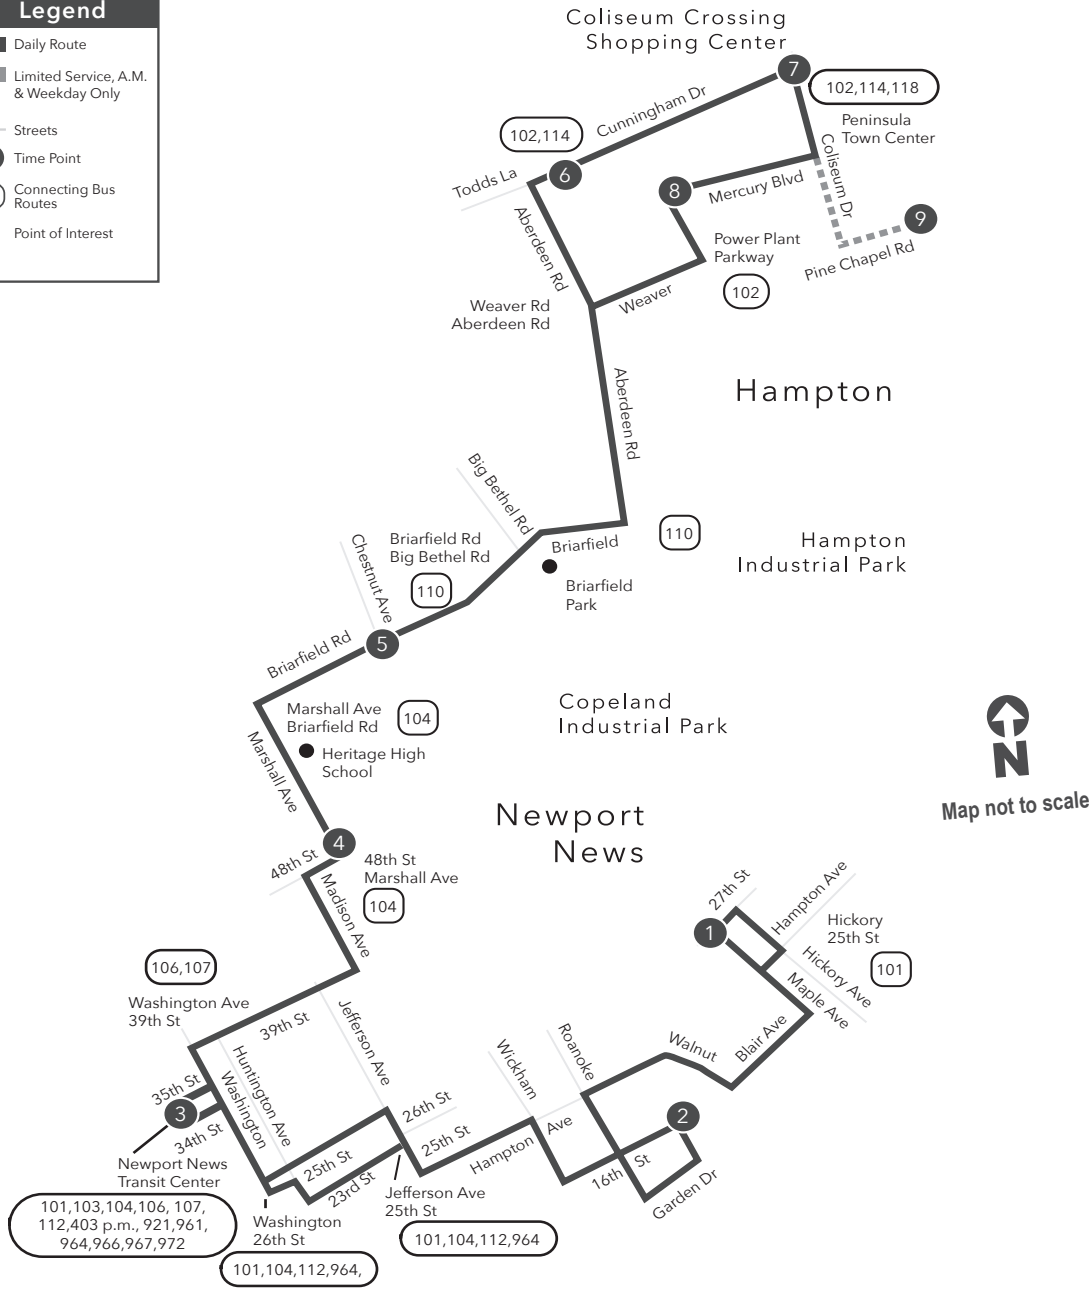 Legend
Daily Route
Limited Service, A.M.
& Weekday Only
Streets
Time Point
Connecting Bus
Routes
Point of Interest
Coliseum Crossing
Shopping Center
7
102,114,118
Peninsula
Town Center
Cunningham Dr
102,114
6
Todds La
8
Mercury Blvd
Coliseum Dr
9
Pine Chapel Rd
Aberdeen Rd
Power Plant
Parkway
102
Weaver
Weaver Rd
Aberdeen Rd
Aberdeen Rd
Hampton
Big Bethel Rd
Briarfield Rd
Big Bethel Rd
110
Chestnut Ave
Briarfield
110
Hampton
Industrial Park
Briarfield
Park
5
Briarfield Rd
Marshall Ave
Briarfield Rd
104
Copeland
Industrial Park
Marshall Ave
Heritage High
School
N
Map not to scale
Newport
News
4
48th St
48th St
Marshall Ave
104
Madison Ave
27th St
Hampton Ave
1
Hickory
25th St
101
Hickory Ave
Maple Ave
106,107
Washington Ave
39th St
39th St
Jefferson Ave
Blair Ave
Walnut
Roanoke
Wickham
Huntington Ave
Washington
35th St
3
34th St
26th St
25th St
Hampton Ave
2
16th St
Garden Dr
25th St
23rd St
Newport News
Transit Center
101,103,104,106, 107,
112,403 p.m., 921,961,
964,966,967,972
Jefferson Ave
25th St
101,104,112,964
Washington
26th St
101,104,112,964,